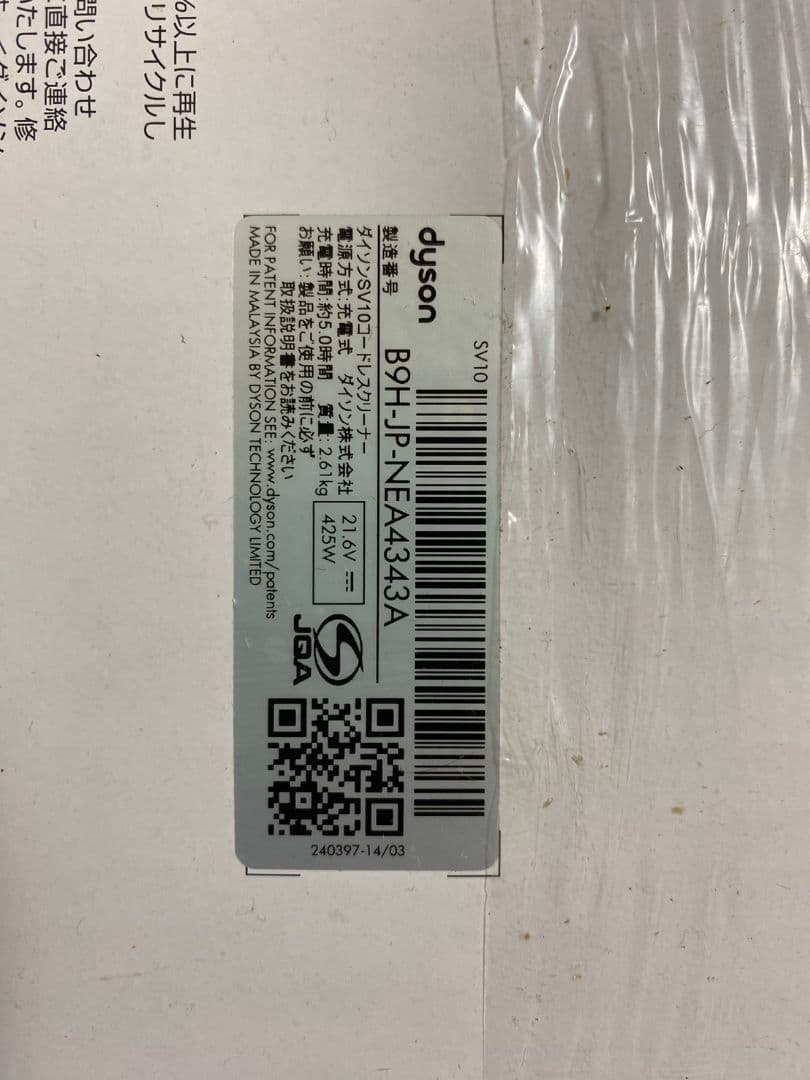 %以上に再生
リサイクルし
問い合わせ
直接ご連絡
いたします。修
dyson
SV10
製造番号 B9H-JP-NEA4343A
ダイソンSV10コードレスクリーナー
電源方式:充電式 ダイソン株式会社
充電時間:約5.0時間 質量: 2.61kg
お願い:製品をご使用の前に必ず
取扱説明書をお読みください
FOR PATENT INFORMATION SEE: www.dyson.com/patents
MADE IN MALAYSIA BY DYSON TECHNOLOGY LIMITED
21.6V ⎓
425W
JQA
240397-14/03